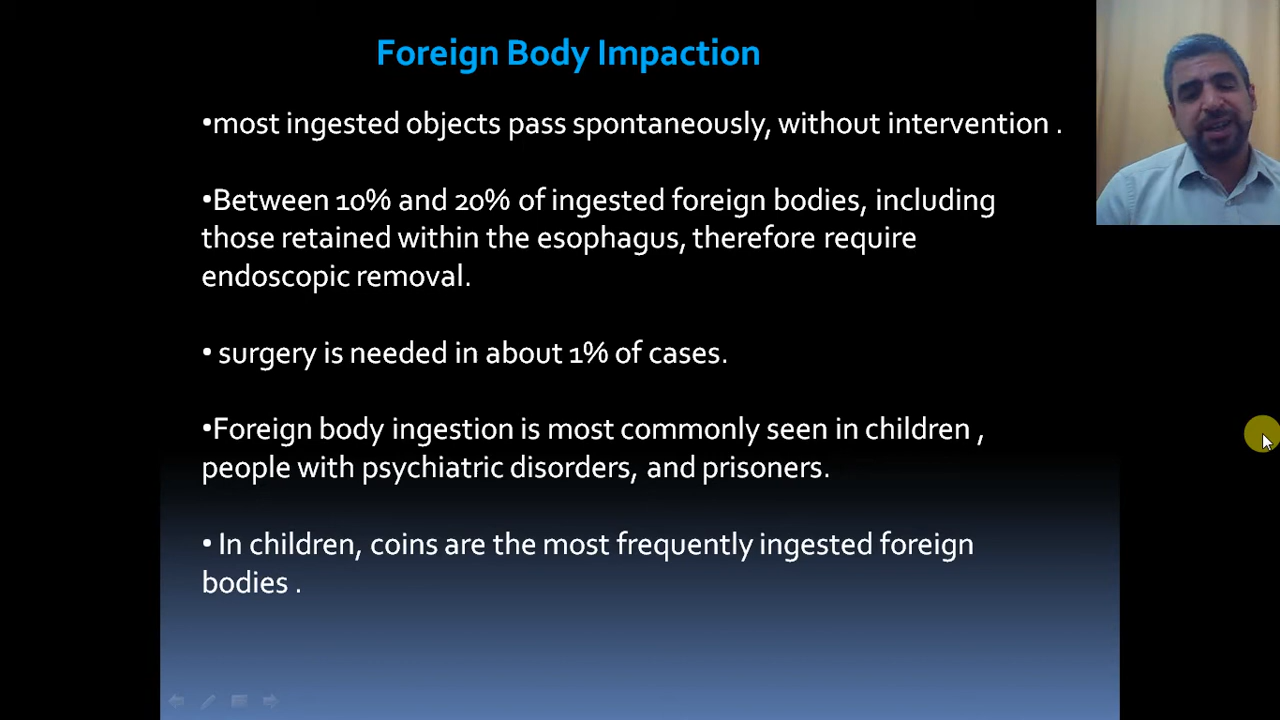 Foreign Body Impaction
•most ingested objects pass spontaneously, without intervention .
•Between 10% and 20% of ingested foreign bodies, including
those retained within the esophagus, therefore require
endoscopic removal.
• surgery is needed in about 1% of cases.
•Foreign body ingestion is most commonly seen in children ,
people with psychiatric disorders, and prisoners.
• In children, coins are the most frequently ingested foreign
bodies .